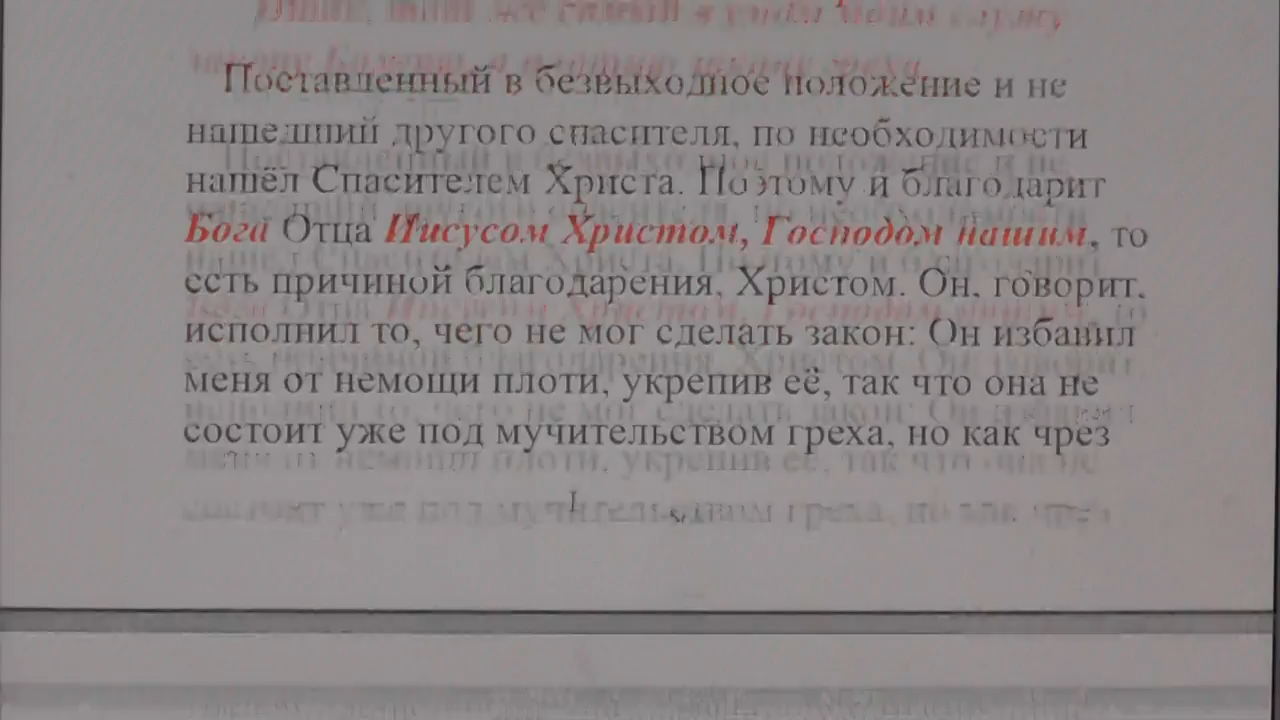 Поставленный в безвыходное положение и не
нашедший другого спасителя, по необходимости
нашёл Спасителем Христа. Поэтому и благодарит
Бога Отца Иисусом Христом, Господом нашим, то
есть причиной благодарения, Христом. Он, говорит,
исполнил то, чего не мог сделать закон: Он избавил
меня от немощи плоти, укрепив её, так что она не
состоит уже под мучительством греха, но как чрез